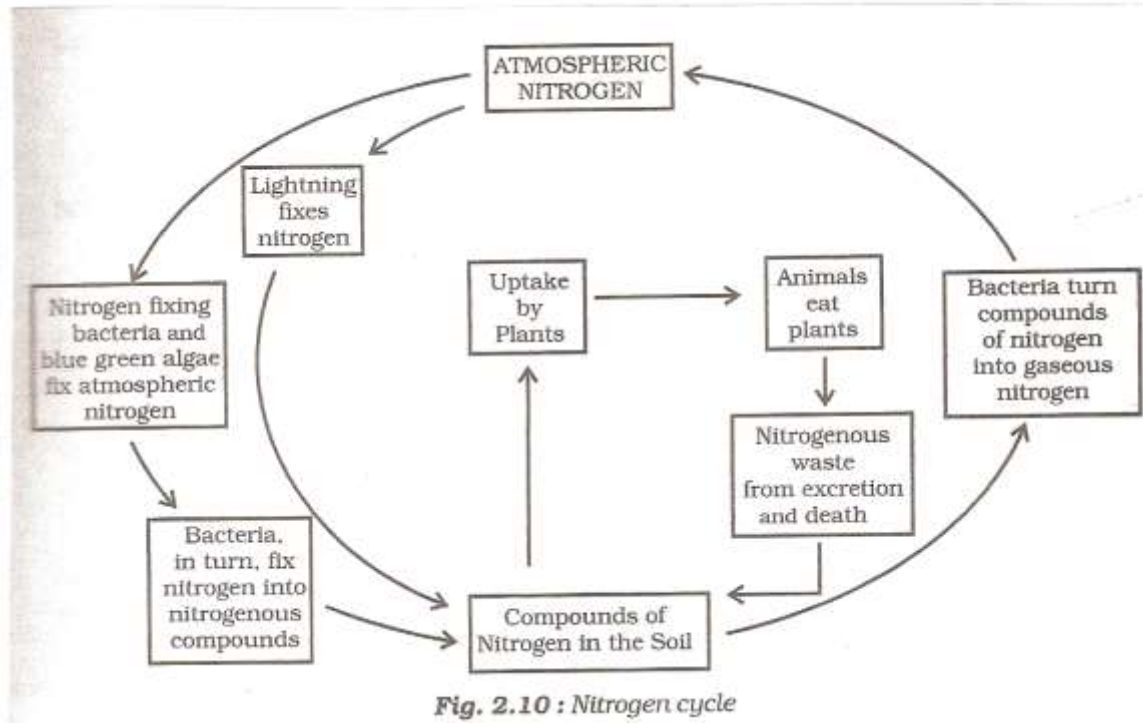 ATMOSPHERIC
NITROGEN
Lightning
fixes
nitrogen
Nitrogen fixing
bacteria and
blue green algae
fix atmospheric
nitrogen
Bacteria,
in turn, fix
nitrogen into
nitrogenous
compounds
Uptake
by
Plants
Animals
eat
plants
Nitrogenous
waste
from excretion
and death
Compounds of
Nitrogen in the Soil
Bacteria turn
compounds
of nitrogen
into gaseous
nitrogen
Fig. 2.10 : Nitrogen cycle